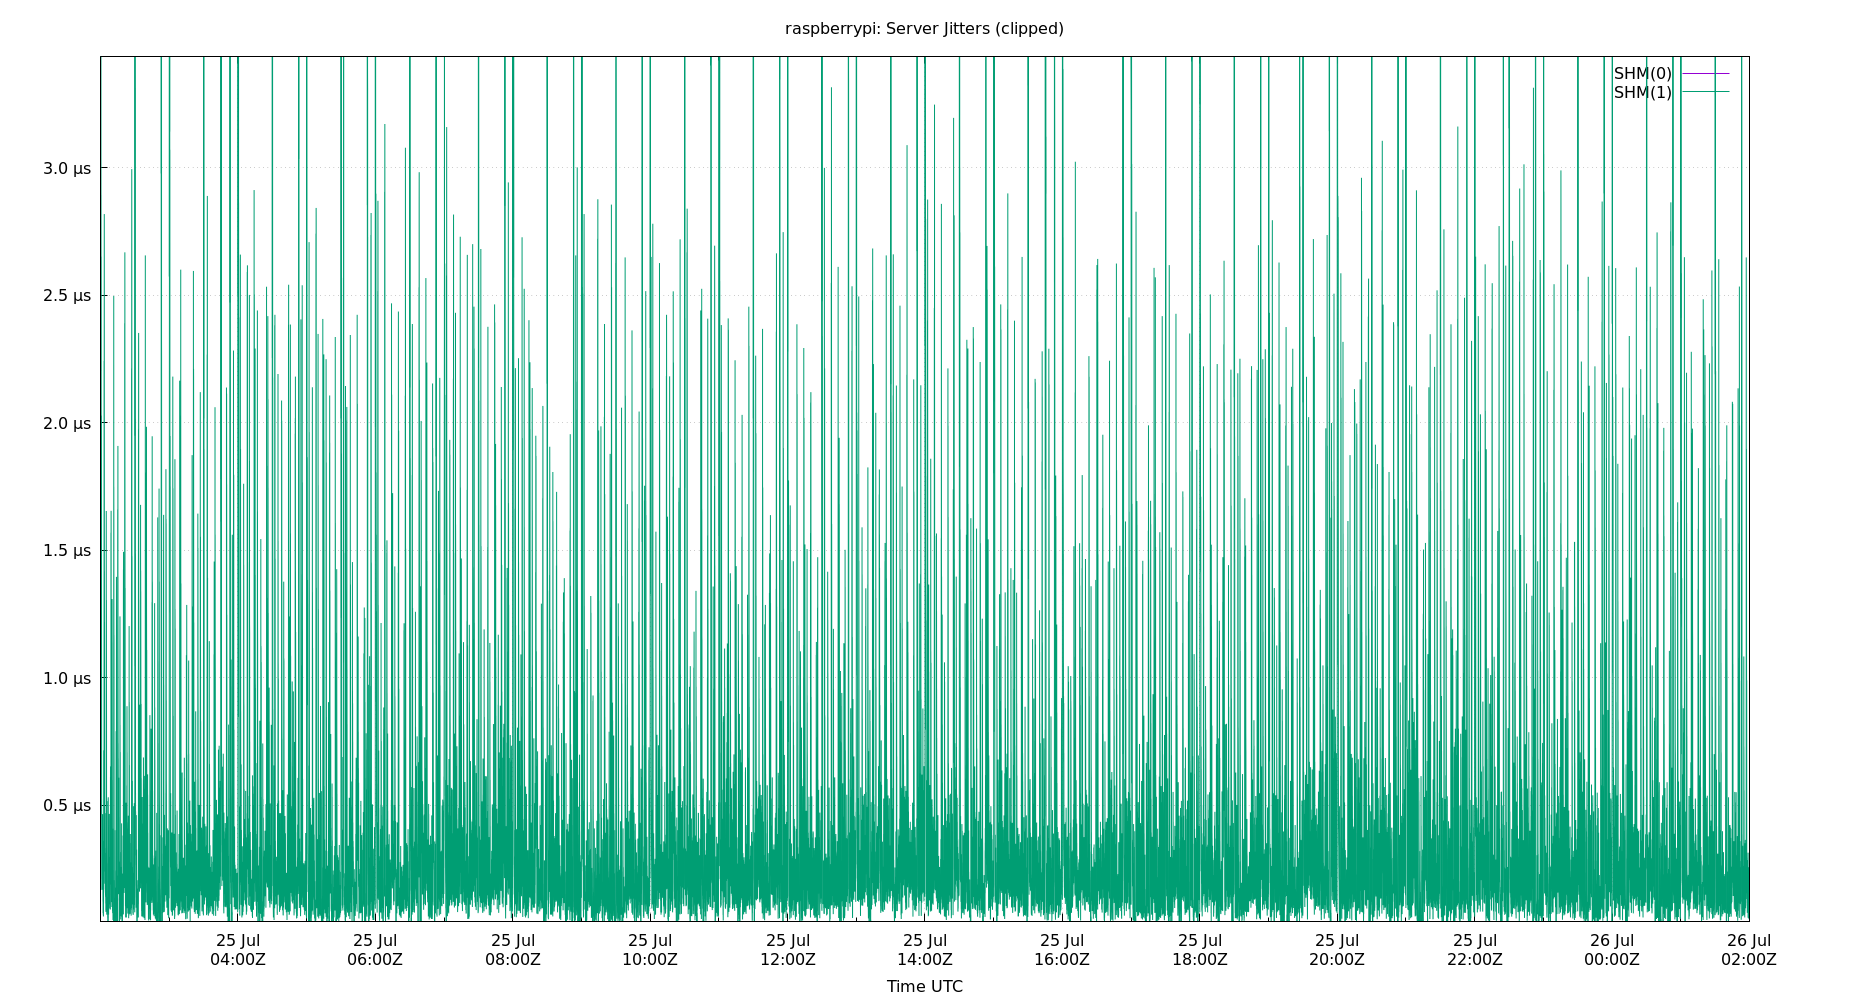 raspberrypi: Server Jitters (clipped)
SHM(0)
SHM(1)
3.0 µs
2.5 µs
2.0 µs
1.5 µs
1.0 µs
0.5 µs
25 Jul 25 Jul 25 Jul 25 Jul 25 Jul 25 Jul 25 Jul 25 Jul 25 Jul 25 Jul 26 Jul 26 Jul
04:00Z 06:00Z 08:00Z 10:00Z 12:00Z 14:00Z 16:00Z 18:00Z 20:00Z 22:00Z 00:00Z 02:00Z
Time UTC